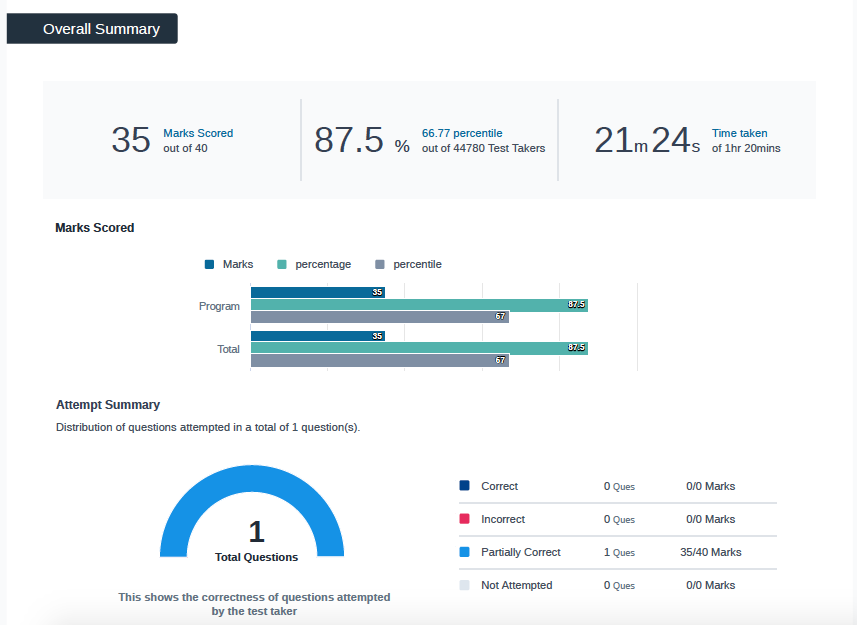 Overall Summary
35 Marks Scored
out of 40
87.5 % 66.77 percentile
out of 44780 Test Takers
21m 24s Time taken
of 1hr 20mins
Marks Scored
Marks percentage percentile
Program 35
87.5
67
Total 35
87.5
67
Attempt Summary
Distribution of questions attempted in a total of 1 question(s).
1
Total Questions
This shows the correctness of questions attempted
by the test taker
Correct 0 Ques 0/0 Marks
Incorrect 0 Ques 0/0 Marks
Partially Correct 1 Ques 35/40 Marks
Not Attempted 0 Ques 0/0 Marks